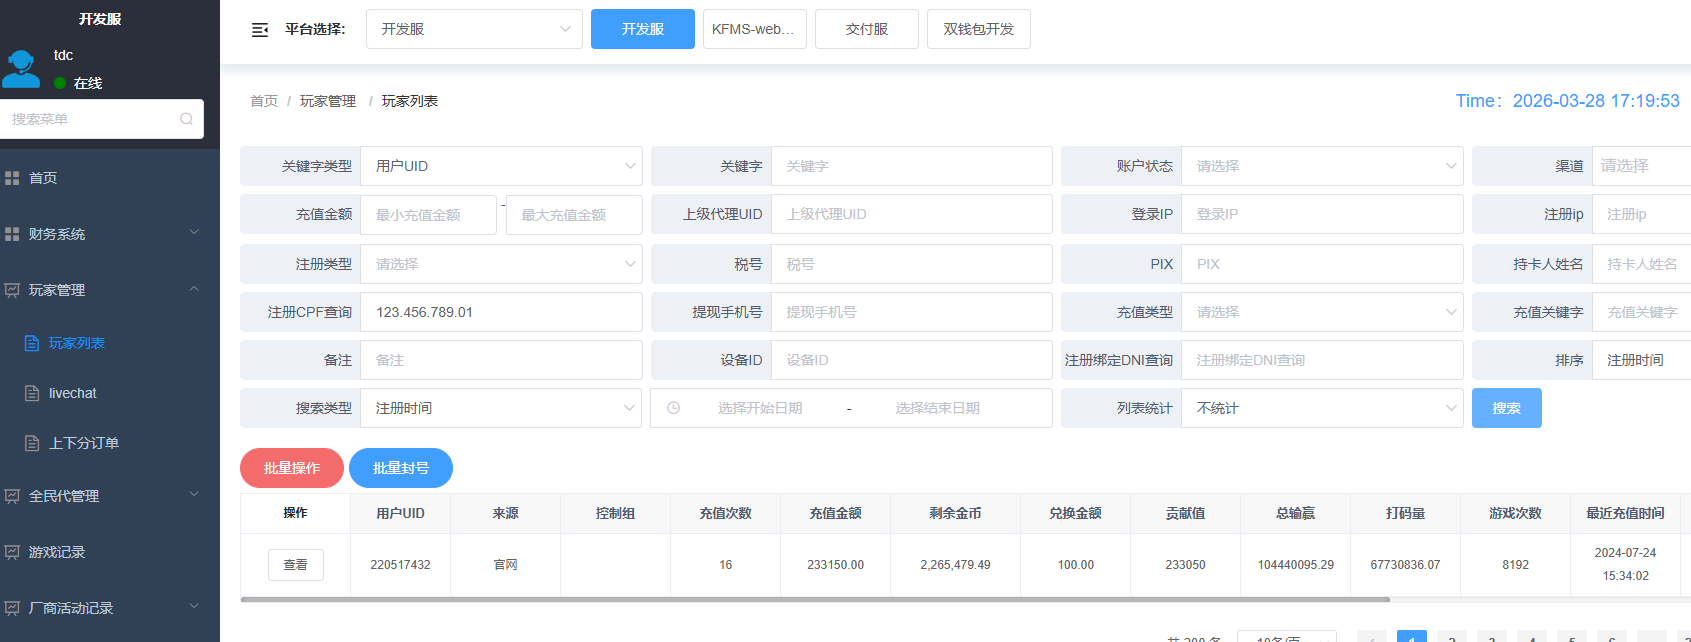 开发服
tdc
在线
搜索菜单
首页
财务系统
玩家管理
玩家列表
livechat
上下分订单
全民代管理
游戏记录
厂商活动记录
平台选择: 开发服 开发服 KFMS-web... 交付服 双钱包开发
首页 / 玩家管理 / 玩家列表 Time：2026-03-28 17:19:53
关键字类型 用户UID 关键字 关键字 账户状态 请选择 渠道 请选择
充值金额 最小充值金额 - 最大充值金额 上级代理UID 上级代理UID 登录IP 登录IP 注册ip 注册ip
注册类型 请选择 税号 税号 PIX PIX 持卡人姓名 持卡人姓名
注册CPF查询 123.456.789.01 提现手机号 提现手机号 充值类型 请选择 充值关键字 充值关键字
备注 备注 设备ID 设备ID 注册绑定DNI查询 注册绑定DNI查询 排序 注册时间
搜索类型 注册时间 选择开始日期 - 选择结束日期 列表统计 不统计 搜索
批量操作 批量封号
操作 用户UID 来源 控制组 充值次数 充值金额 剩余金币 兑换金额 贡献值 总输赢 打码量 游戏次数 最近充值时间
查看 220517432 官网 16 233150.00 2,265,479.49 100.00 233050 104440095.29 67730836.07 8192 2024-07-24
15:34:02
1